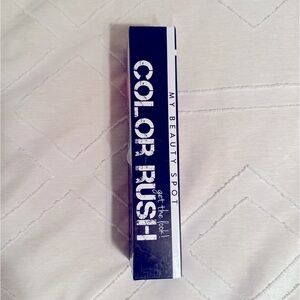 MY BEAUTY SPOT
COLOR RUSH
get the look!